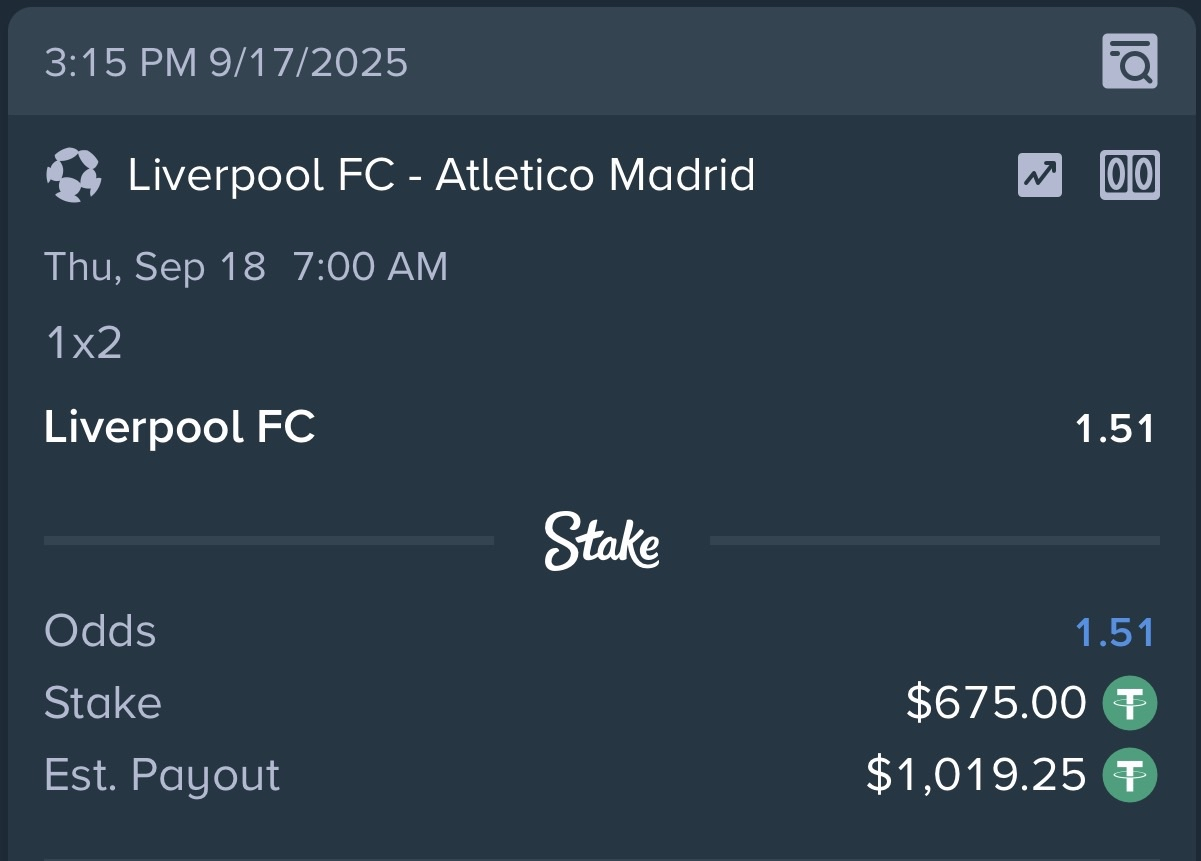 3:15 PM 9/17/2025
Liverpool FC - Atletico Madrid
Thu, Sep 18 7:00 AM
1x2
Liverpool FC 1.51
Stake
Odds 1.51
Stake $675.00
Est. Payout $1,019.25